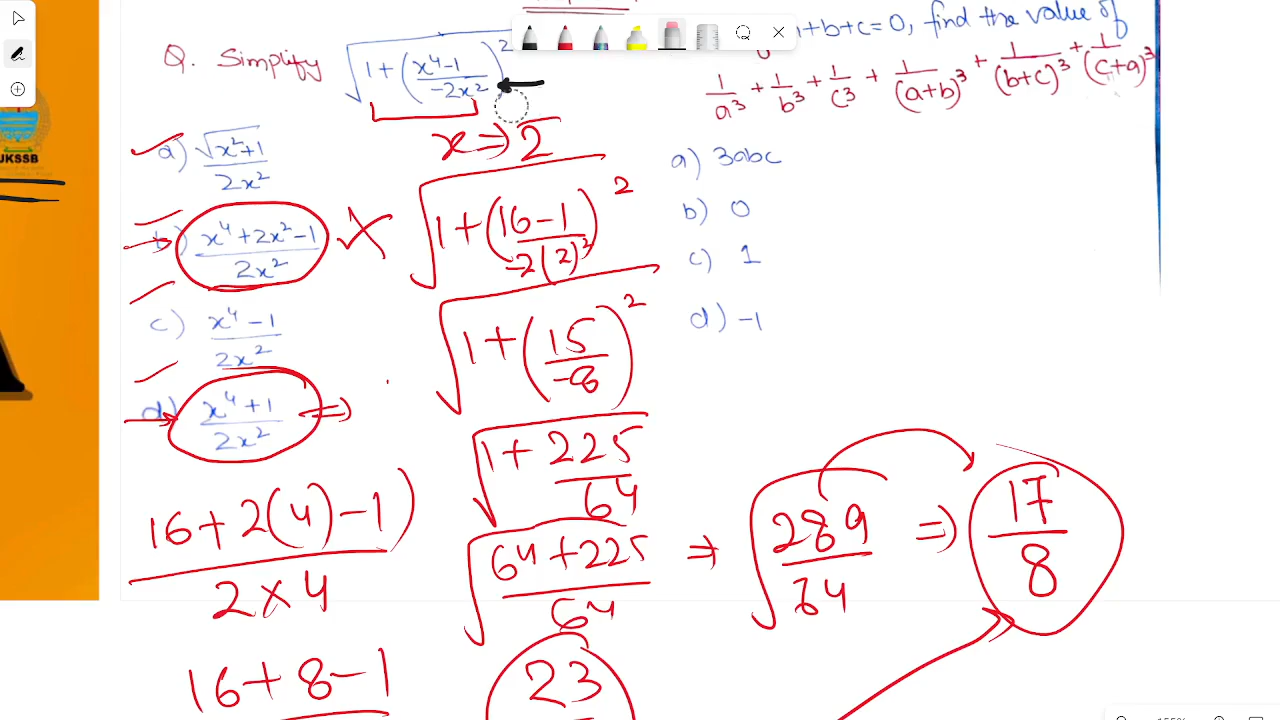 Q. Simplify √1 + (x⁴-1 / -2x²)²
a) √x²+1 / 2x²
b) x⁴+2x²-1 / 2x²
c) x⁴-1 / 2x²
d) x⁴+1 / 2x² ⇒
x ⇒ 2
√1 + (16-1 / -2(2)²)²
√1 + (15 / -8)²
√1 + 225 / 64
√64+225 / 64 ⇒ √289 / 64 ⇒ 17 / 8
16+2(4)-1) / 2×4
16+8-1
23
a+b+c=0, find the value of
1/a³ + 1/b³ + 1/c³ + 1/(a+b)³ + 1/(b+c)³ + 1/(c+a)³
a) 3abc
b) 0
c) 1
d) -1
UKSSB
155%